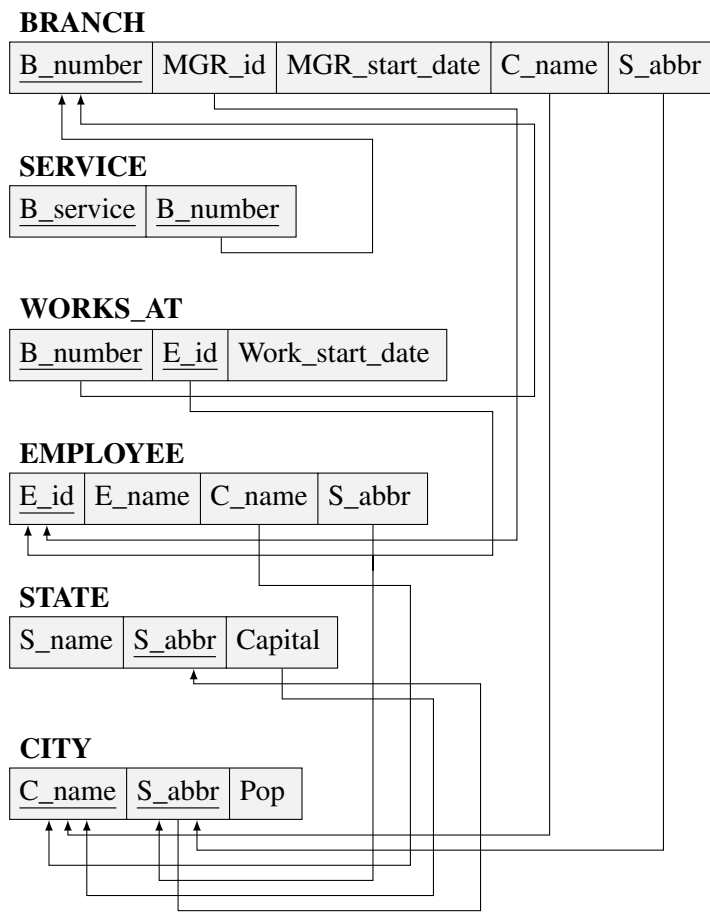 BRANCH
B_number MGR_id MGR_start_date C_name S_abbr
SERVICE
B_service B_number
WORKS_AT
B_number E_id Work_start_date
EMPLOYEE
E_id E_name C_name S_abbr
STATE
S_name S_abbr Capital
CITY
C_name S_abbr Pop